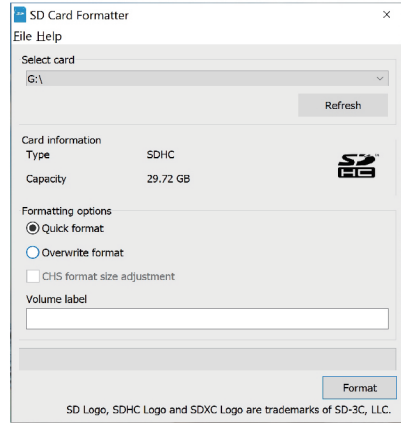 SD Card Formatter
File Help
Select card
G:\
Refresh
Card information
Type SDHC
SD
HC
Capacity 29.72 GB
Formatting options
Quick format
Overwrite format
CHS format size adjustment
Volume label
Format
SD Logo, SDHC Logo and SDXC Logo are trademarks of SD-3C, LLC.